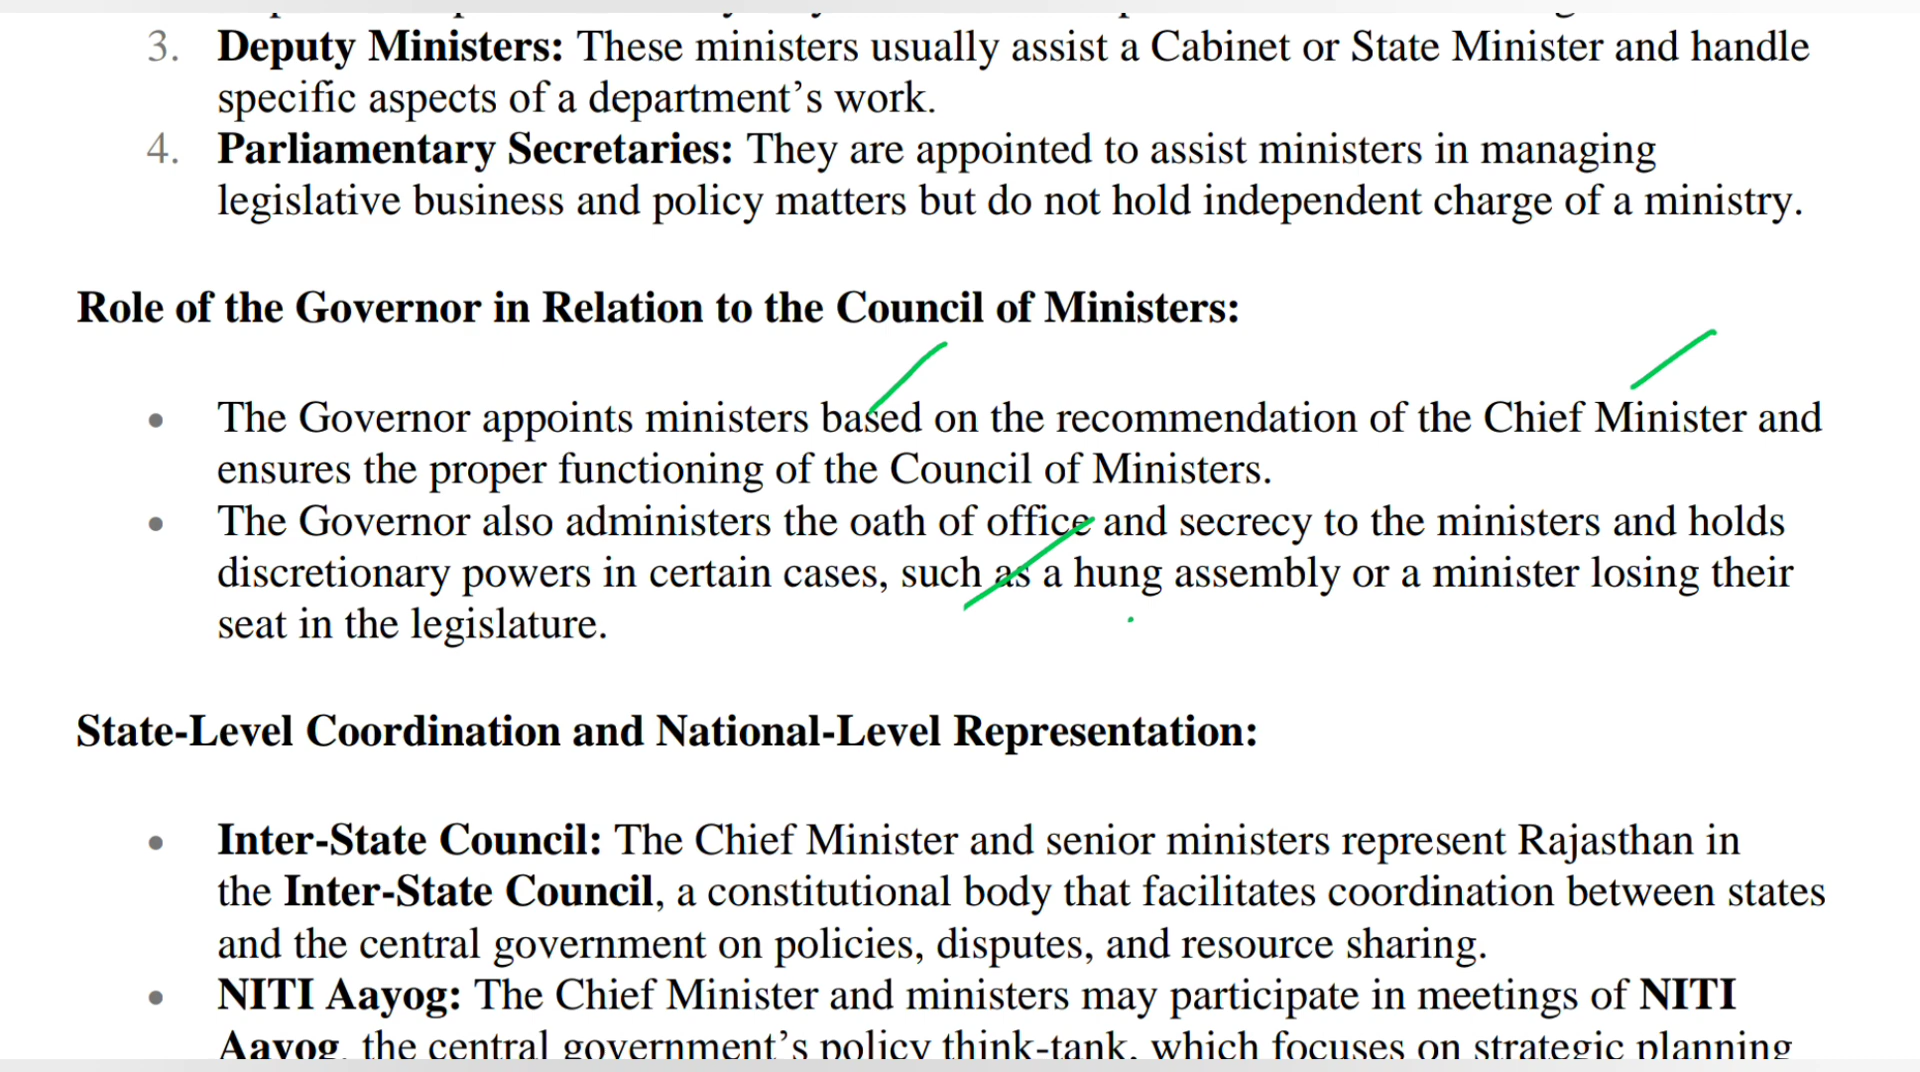 3. Deputy Ministers: These ministers usually assist a Cabinet or State Minister and handle
specific aspects of a department’s work.
4. Parliamentary Secretaries: They are appointed to assist ministers in managing
legislative business and policy matters but do not hold independent charge of a ministry.
Role of the Governor in Relation to the Council of Ministers:
• The Governor appoints ministers based on the recommendation of the Chief Minister and
ensures the proper functioning of the Council of Ministers.
• The Governor also administers the oath of office and secrecy to the ministers and holds
discretionary powers in certain cases, such as a hung assembly or a minister losing their
seat in the legislature.
State-Level Coordination and National-Level Representation:
• Inter-State Council: The Chief Minister and senior ministers represent Rajasthan in
the Inter-State Council, a constitutional body that facilitates coordination between states
and the central government on policies, disputes, and resource sharing.
• NITI Aayog: The Chief Minister and ministers may participate in meetings of NITI
Aayog, the central government’s policy think-tank, which focuses on strategic planning